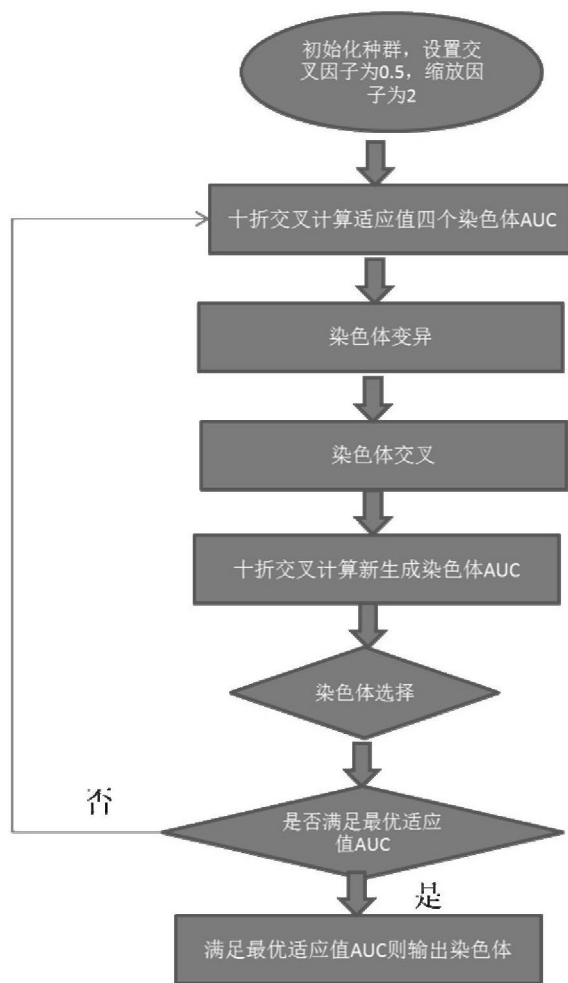 初始化种群，设置交
叉因子为0.5，缩放因
子为2
十折交叉计算适应值四个染色体AUC
染色体变异
染色体交叉
十折交叉计算新生成染色体AUC
染色体选择
是否满足最优适应
值AUC
否
是
满足最优适应值AUC则输出染色体